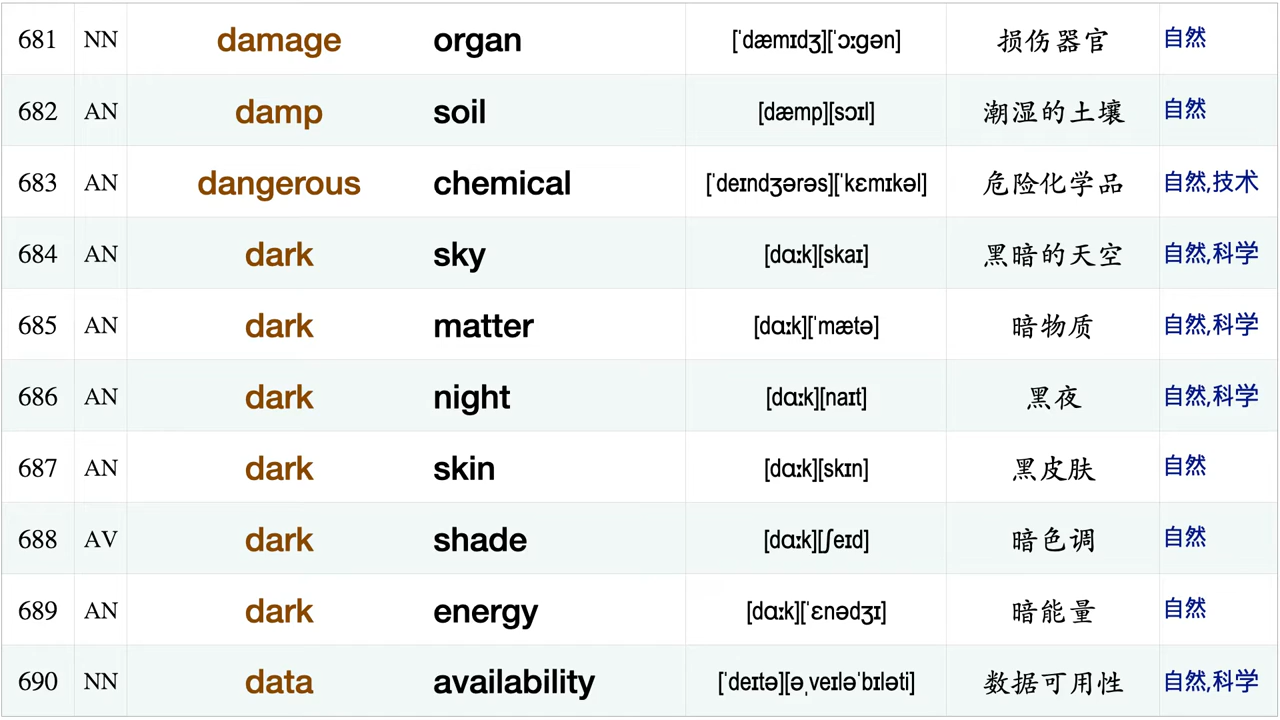 681 NN damage organ [ˈdæmɪdʒ][ˈɔːɡən] 损伤器官 自然
682 AN damp soil [dæmp][sɔɪl] 潮湿的土壤 自然
683 AN dangerous chemical [ˈdeɪndʒərəs][ˈkɛmɪkəl] 危险化学品 自然,技术
684 AN dark sky [dɑːk][skaɪ] 黑暗的天空 自然,科学
685 AN dark matter [dɑːk][ˈmætə] 暗物质 自然,科学
686 AN dark night [dɑːk][naɪt] 黑夜 自然,科学
687 AN dark skin [dɑːk][skɪn] 黑皮肤 自然
688 AV dark shade [dɑːk][ʃeɪd] 暗色调 自然
689 AN dark energy [dɑːk][ˈɛnədʒɪ] 暗能量 自然
690 NN data availability [ˈdeɪtə][əˌveɪləˈbɪləti] 数据可用性 自然,科学